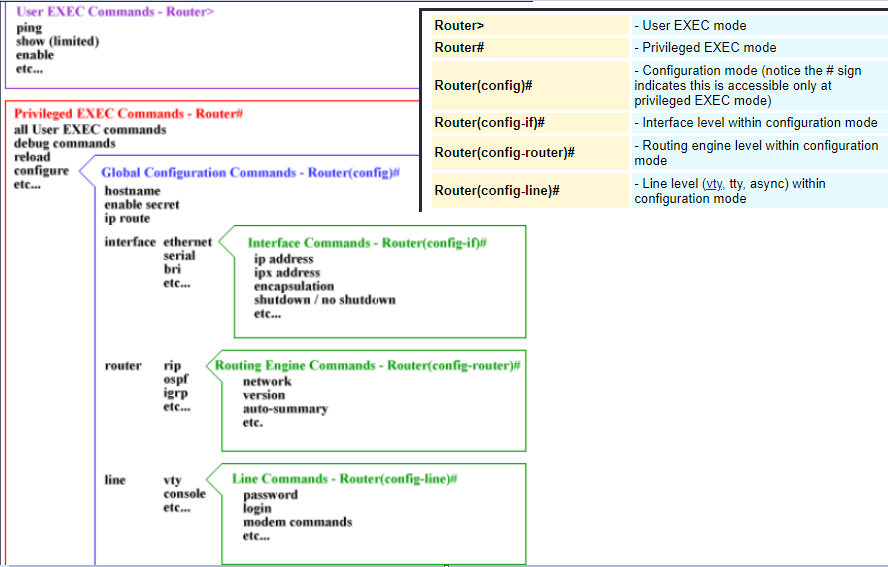 User EXEC Commands - Router>
ping
show (limited)
enable
etc...
Router>
- User EXEC mode
Router#
- Privileged EXEC mode
Router(config)#
- Configuration mode (notice the # sign
indicates this is accessible only at
privileged EXEC mode)
Router(config-if)#
- Interface level within configuration mode
Router(config-router)#
- Routing engine level within configuration
mode
Router(config-line)#
- Line level (vty, tty, async) within
configuration mode
Privileged EXEC Commands - Router#
all User EXEC commands
debug commands
reload
configure
etc...
Global Configuration Commands - Router(config)#
hostname
enable secret
ip route
interface ethernet
serial
bri
etc...
Interface Commands - Router(config-if)#
ip address
ipx address
encapsulation
shutdown / no shutdown
etc...
router rip
ospf
igrp
etc...
Routing Engine Commands - Router(config-router)#
network
version
auto-summary
etc.
line vty
console
etc...
Line Commands - Router(config-line)#
password
login
modem commands
etc...